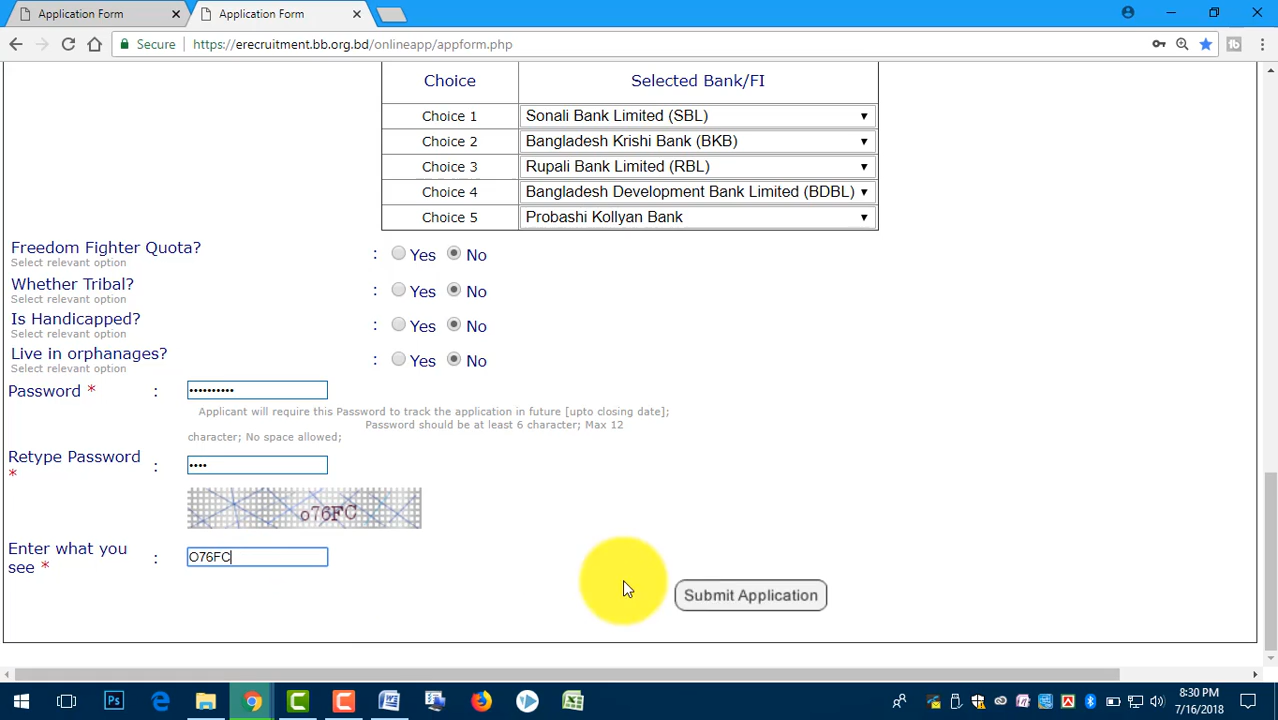 Application Form
Application Form
Secure https://erecruitment.bb.org.bd/onlineapp/appform.php
Choice Selected Bank/FI
Choice 1 Sonali Bank Limited (SBL)
Choice 2 Bangladesh Krishi Bank (BKB)
Choice 3 Rupali Bank Limited (RBL)
Choice 4 Bangladesh Development Bank Limited (BDBL)
Choice 5 Probashi Kollyan Bank
Freedom Fighter Quota? : Yes No
Select relevant option
Whether Tribal? : Yes No
Select relevant option
Is Handicapped? : Yes No
Select relevant option
Live in orphanages? : Yes No
Select relevant option
Password * : ••••••••••
Applicant will require this Password to track the application in future [upto closing date];
Password should be at least 6 character; Max 12
character; No space allowed;
Retype Password
* : ••••
o76FC
Enter what you
see * : O76FC
Submit Application
Ps
8:30 PM
7/16/2018